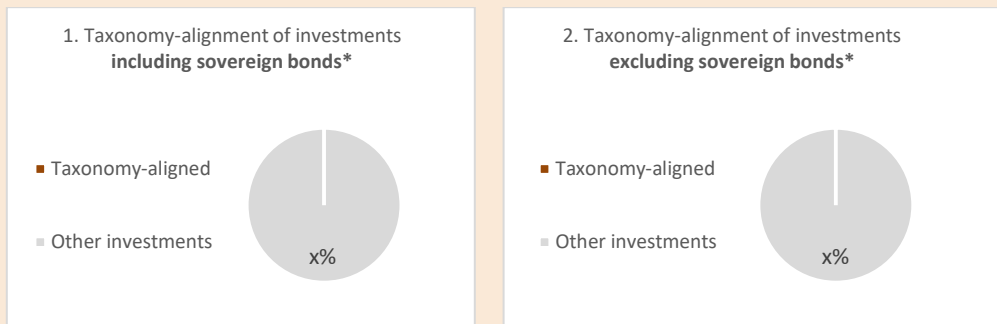 1. Taxonomy-alignment of investments
including sovereign bonds*
Taxonomy-aligned
Other investments
x%
2. Taxonomy-alignment of investments
excluding sovereign bonds*
Taxonomy-aligned
Other investments
x%